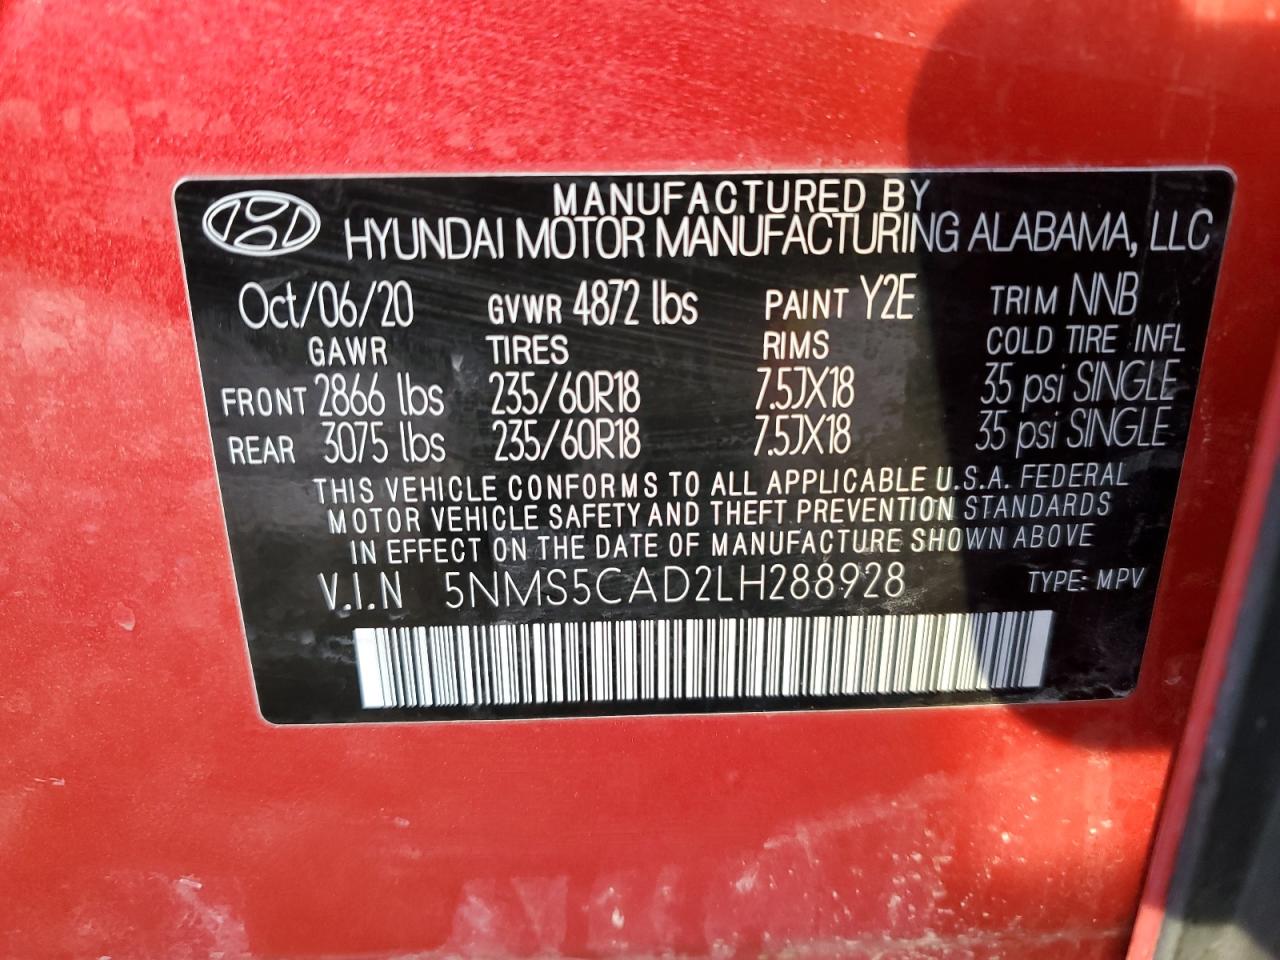 MANUFACTURED BY
HYUNDAI MOTOR MANUFACTURING ALABAMA, LLC
Oct/06/20 GVWR 4872 lbs PAINT Y2E TRIM NNB
GAWR TIRES RIMS COLD TIRE INFL
FRONT 2866 lbs 235/60R18 7.5JX18 35 psi SINGLE
REAR 3075 lbs 235/60R18 7.5JX18 35 psi SINGLE
THIS VEHICLE CONFORMS TO ALL APPLICABLE U.S.A. FEDERAL
MOTOR VEHICLE SAFETY AND THEFT PREVENTION STANDARDS
IN EFFECT ON THE DATE OF MANUFACTURE SHOWN ABOVE
V.I.N 5NMS5CAD2LH288928 TYPE: MPV